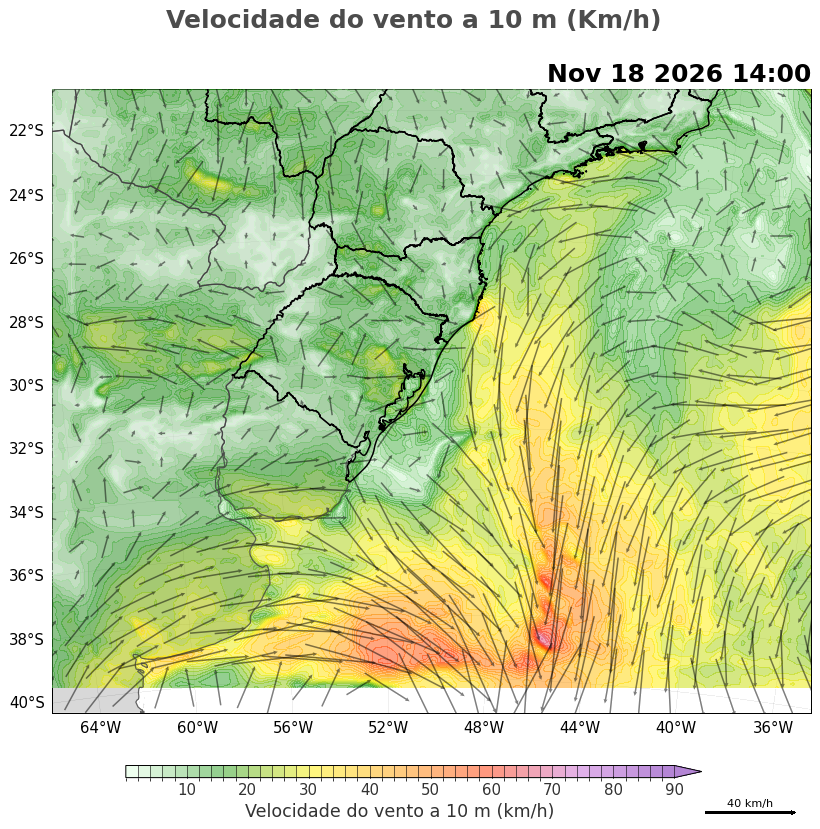 Velocidade do vento a 10 m (Km/h)
Nov 18 2026 14:00
22°S
24°S
26°S
28°S
30°S
32°S
34°S
36°S
38°S
40°S
64°W 60°W 56°W 52°W 48°W 44°W 40°W 36°W
10 20 30 40 50 60 70 80 90
Velocidade do vento a 10 m (km/h)
40 km/h